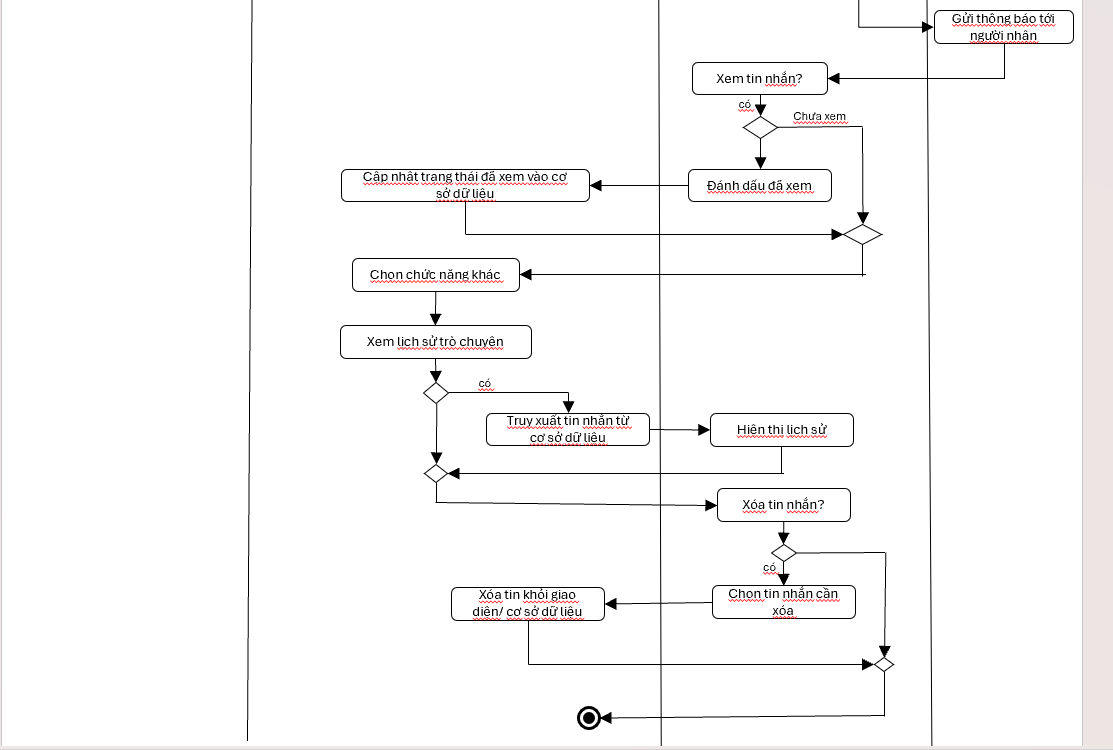 Gửi thông báo tới
người nhận
Xem tin nhắn?
có
Chưa xem
Cập nhật trạng thái đã xem vào cơ
sở dữ liệu
Đánh dấu đã xem
Chọn chức năng khác
Xem lịch sử trò chuyện
có
Truy xuất tin nhắn từ
cơ sở dữ liệu
Hiển thị lịch sử
Xóa tin nhắn?
có
Chọn tin nhắn cần
xóa
Xóa tin khỏi giao
diện/ cơ sở dữ liệu